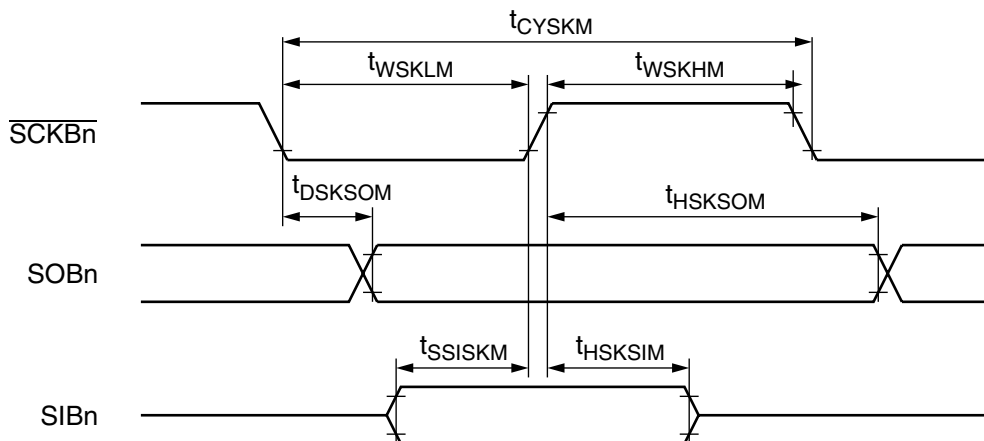 tCYSKM
tWSKLM
tWSKHM
SCKBn
tDSKSOM
tHSKSOM
SOBn
tSSISKM
tHSKSIM
SIBn